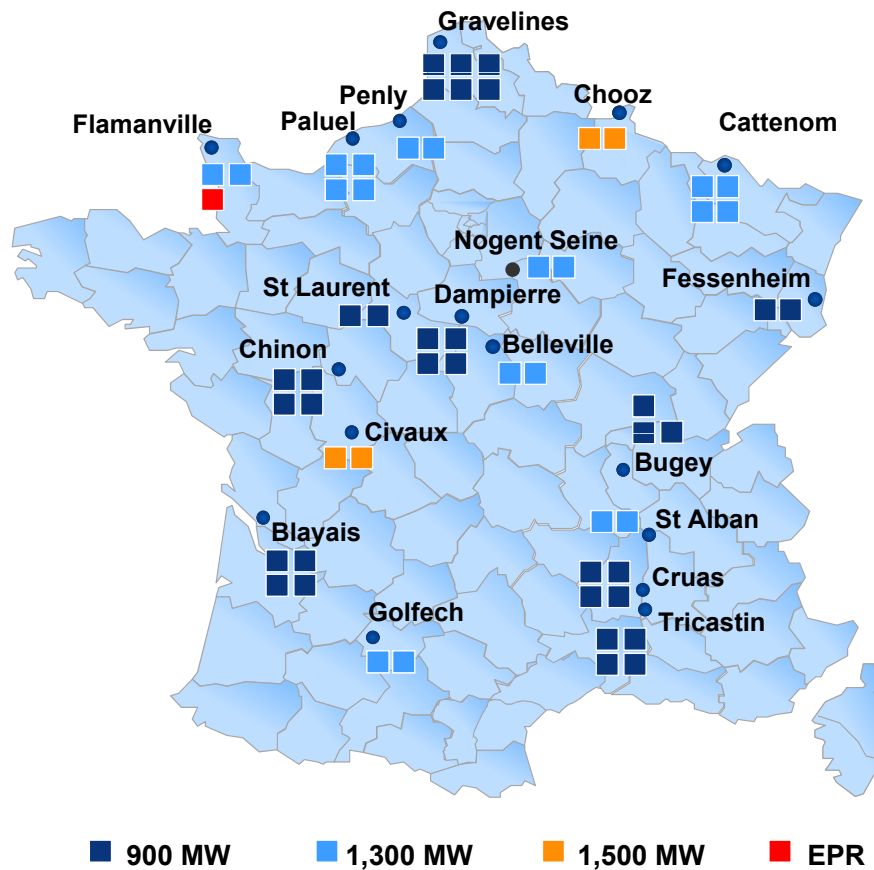 Gravelines
Penly
Chooz
Flamanville
Paluel
Cattenom
Nogent Seine
St Laurent
Dampierre
Fessenheim
Chinon
Belleville
Civaux
Bugey
Blayais
St Alban
Cruas
Golfech
Tricastin
900 MW
1,300 MW
1,500 MW
EPR